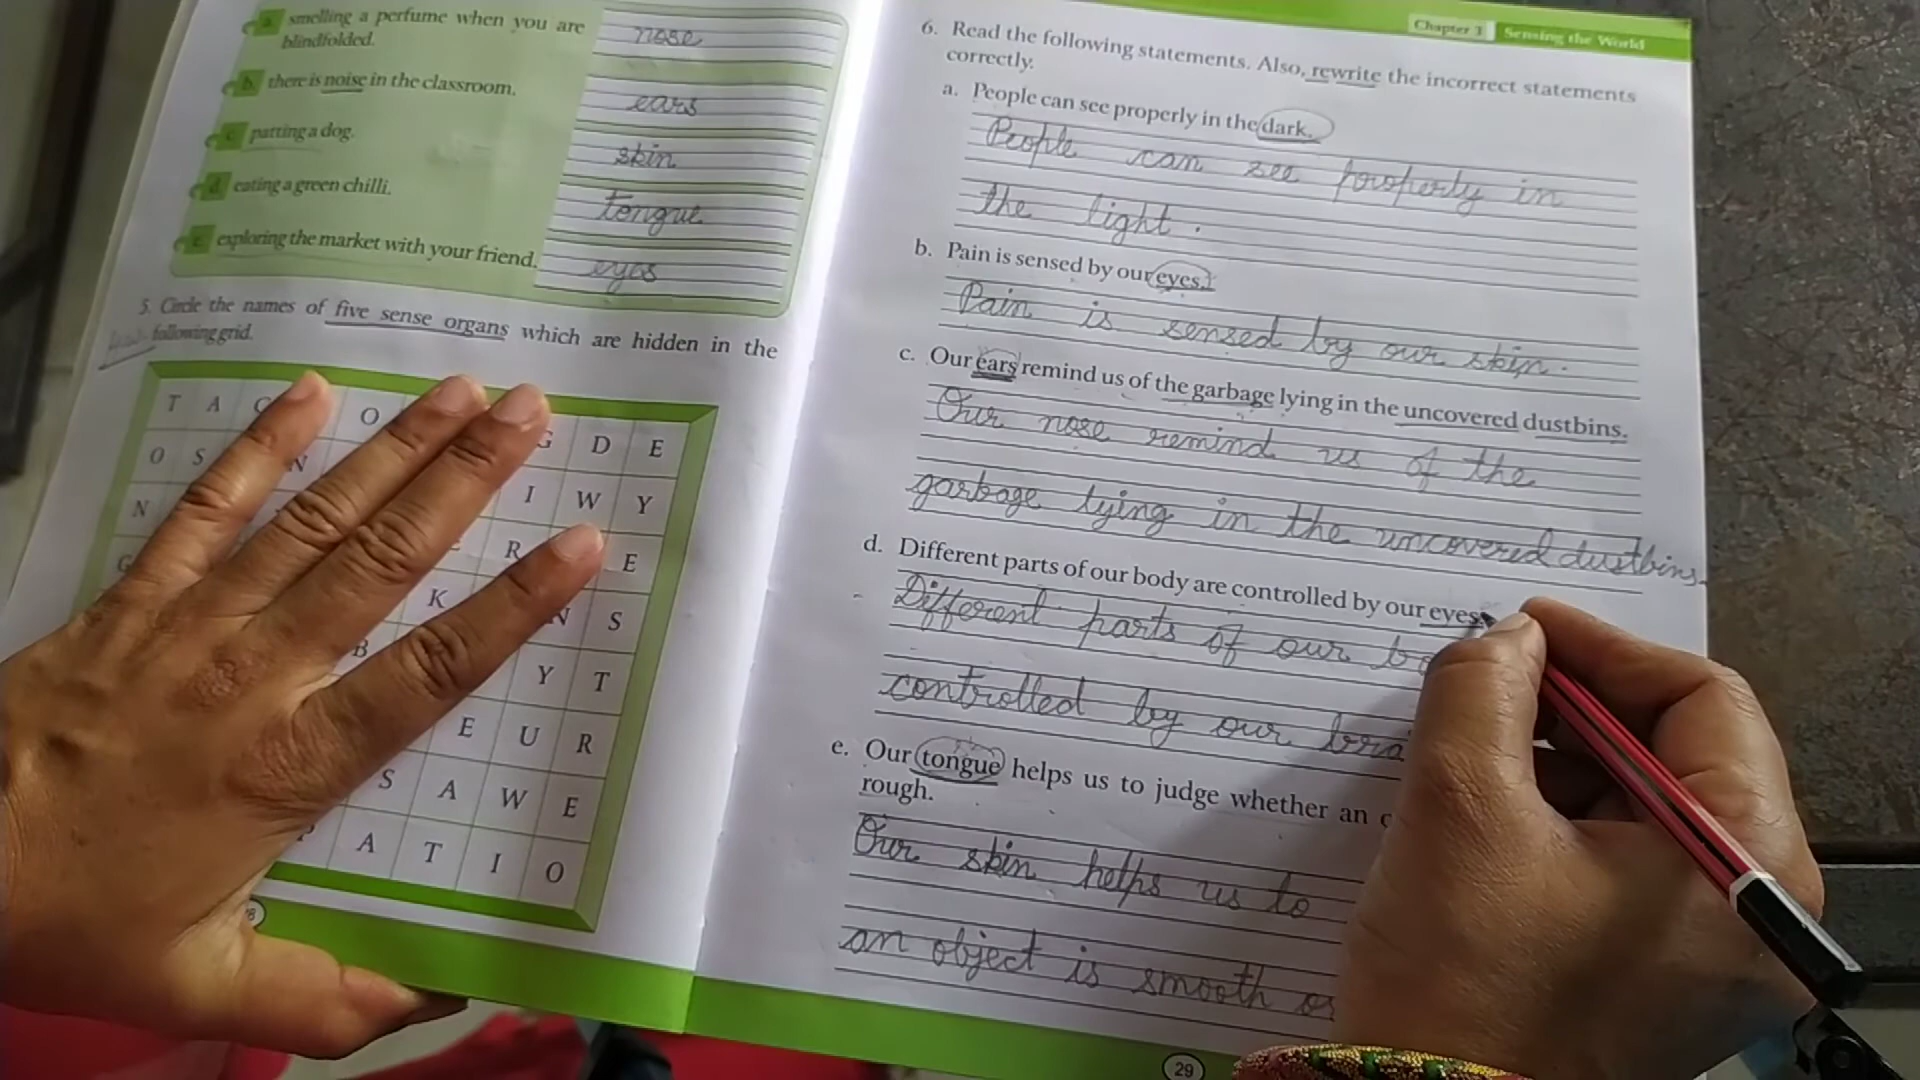 a. smelling a perfume when you are
blindfolded.
nose
b. there is noise in the classroom.
ears
c. patting a dog.
skin
d. eating a green chilli.
tongue
e. exploring the market with your friend.
eyes
5. Circle the names of five sense organs which are hidden in the
following grid.
T A C O G D E
O S N I W Y
N R E
G K N S
B Y T
E U R
S A W E
P A T I O
Chapter 3 Sensing the World
6. Read the following statements. Also, rewrite the incorrect statements
correctly.
a. People can see properly in the dark.
People can see properly in
the light.
b. Pain is sensed by our eyes.
Pain is sensed by our skin.
c. Our ears remind us of the garbage lying in the uncovered dustbins.
Our nose remind us of the
garbage lying in the uncovered dustbins.
d. Different parts of our body are controlled by our eyes
Different parts of our
controlled by our
e. Our tongue helps us to judge whether an
rough.
Our skin helps us to
an object is smooth or
29